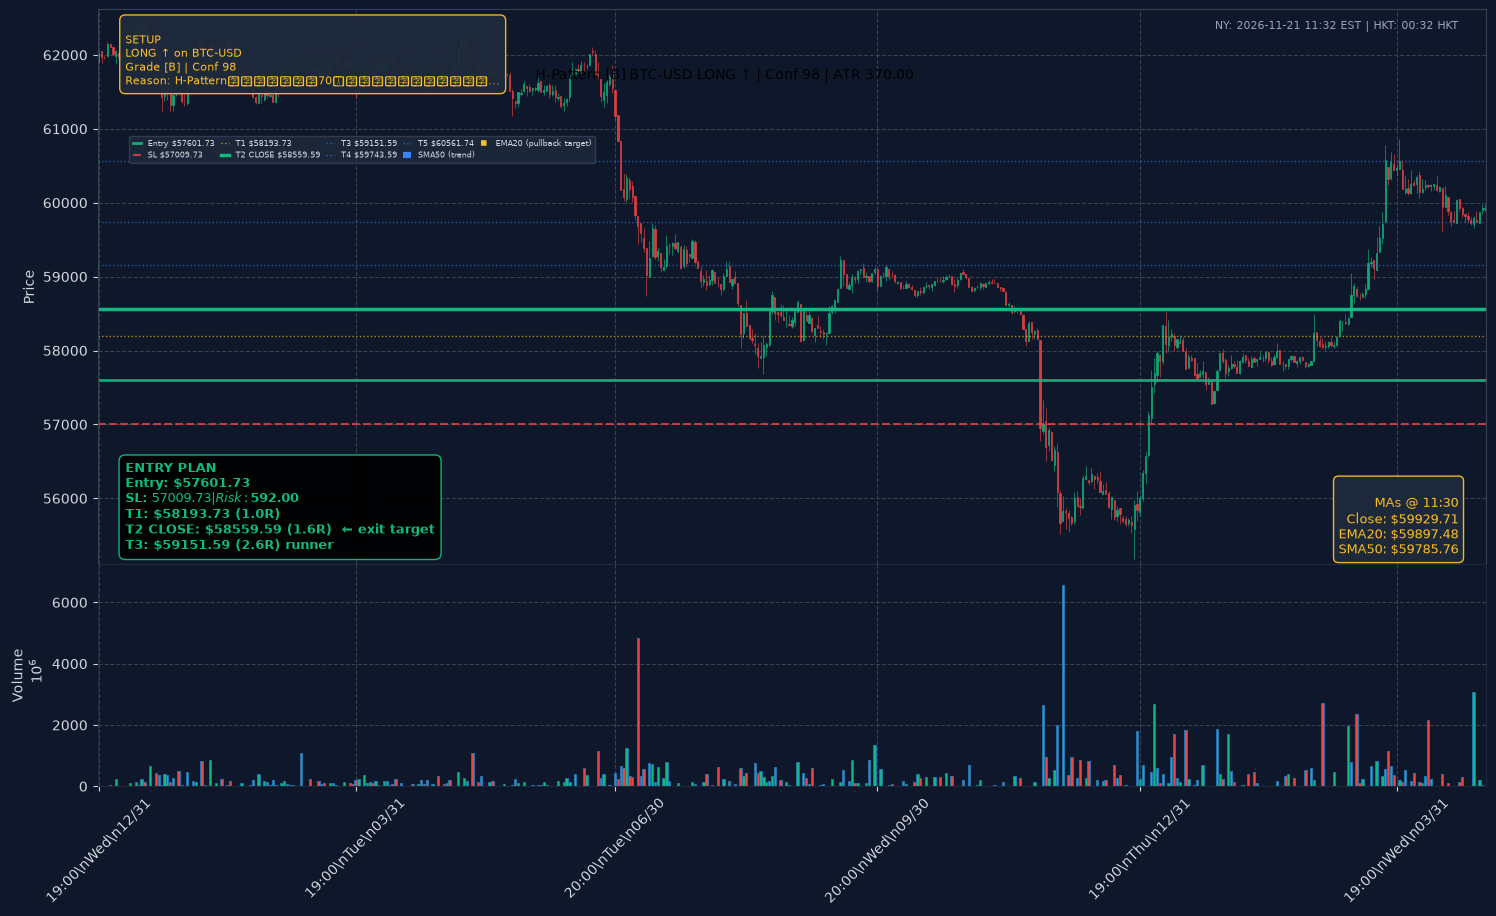 NY: 2026-11-21 11:32 EST | HKT: 00:32 HKT
SETUP
LONG ↑ on BTC-USD
Grade [B] | Conf 98
Reason: H-Pattern▯▯▯▯▯▯▯70▯▯▯▯▯▯▯▯▯▯▯▯...
H-Pattern [B] BTC-USD LONG ↑ | Conf 98 | ATR 370.00
Entry $57601.73
SL $57009.73
T1 $58193.73
T2 CLOSE $58559.59
T3 $59151.59
T4 $59743.59
T5 $60561.74
SMA50 (trend)
EMA20 (pullback target)
Price
62000
61000
60000
59000
58000
57000
56000
ENTRY PLAN
Entry: $57601.73
SL: 57009.73|Risk:592.00
T1: $58193.73 (1.0R)
T2 CLOSE: $58559.59 (1.6R) ← exit target
T3: $59151.59 (2.6R) runner
MAs @ 11:30
Close: $59929.71
EMA20: $59897.48
SMA50: $59785.76
Volume
10⁶
6000
4000
2000
0
19:00\nWed\n12/31
19:00\nTue\n03/31
20:00\nTue\n06/30
20:00\nWed\n09/30
19:00\nThu\n12/31
19:00\nWed\n03/31